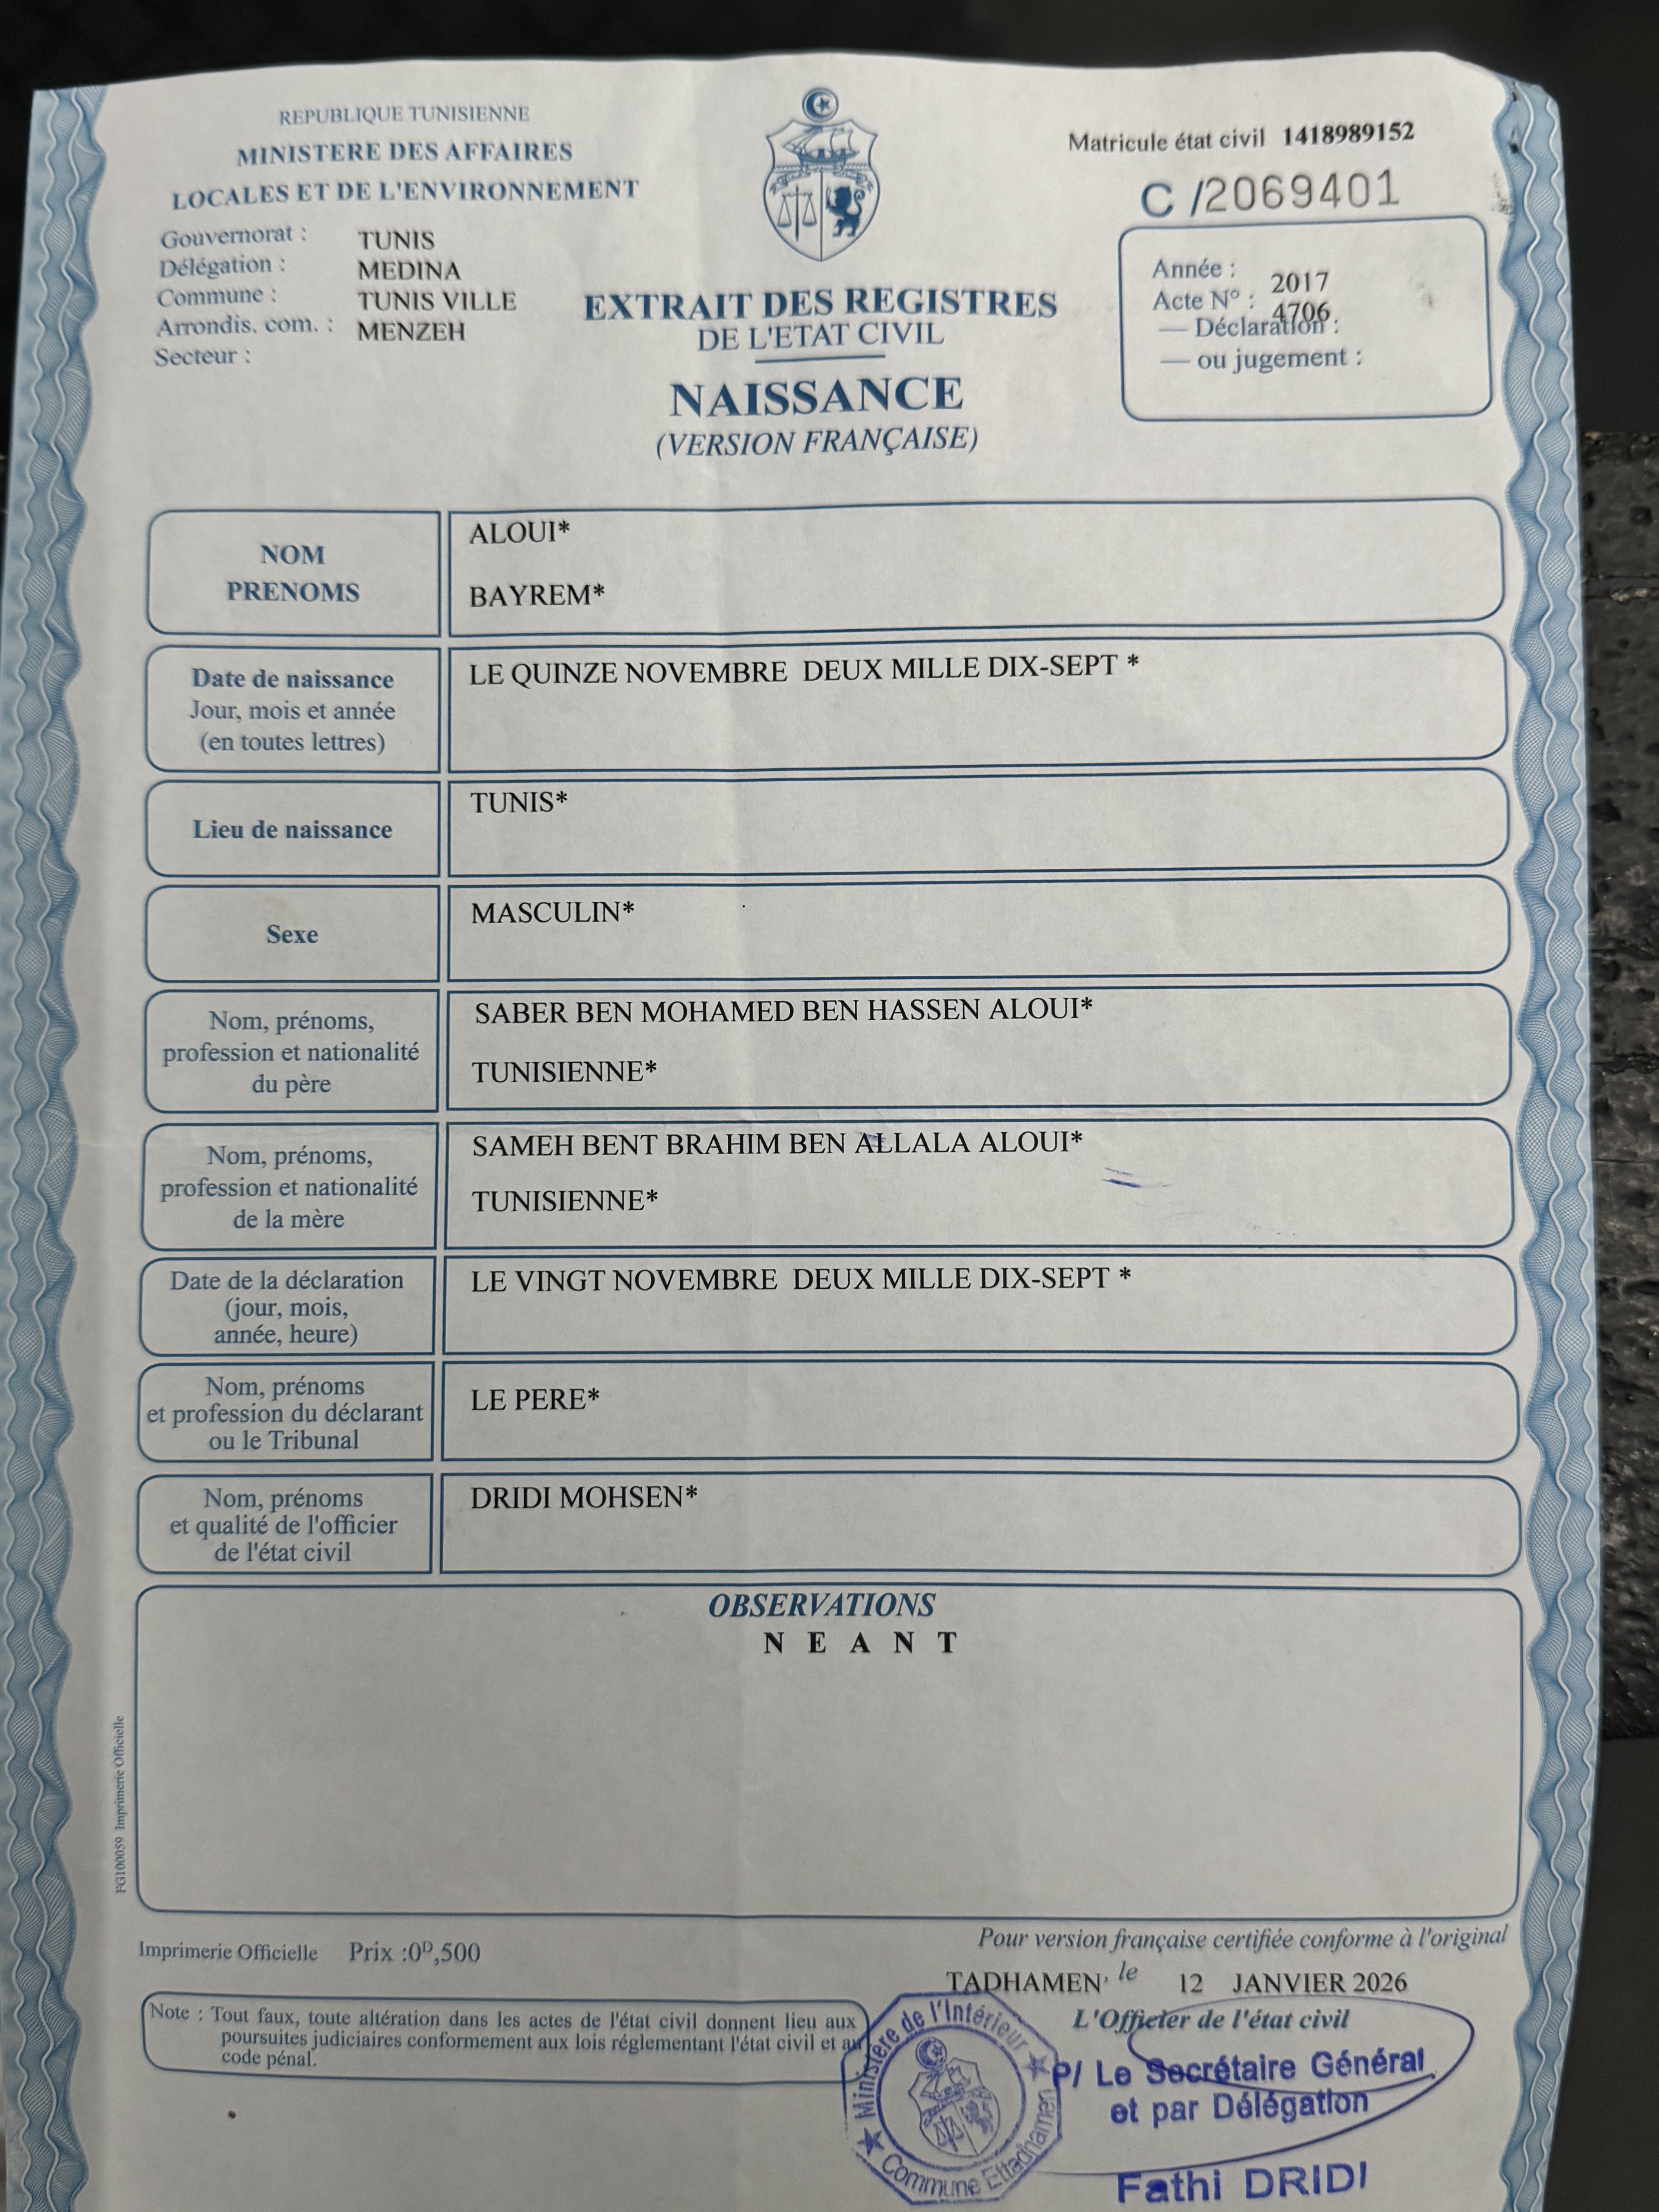 REPUBLIQUE TUNISIENNE
MINISTERE DES AFFAIRES
LOCALES ET DE L'ENVIRONNEMENT
Gouvernorat : TUNIS
Délégation : MEDINA
Commune : TUNIS VILLE
Arrondis. com. : MENZEH
Secteur :
Matricule état civil 1418989152
C /2069401
Année : 2017
Acte N° : 4706
— Déclaration :
— ou jugement :
EXTRAIT DES REGISTRES
DE L'ETAT CIVIL
NAISSANCE
(VERSION FRANÇAISE)
NOM
PRENOMS
ALOUI*
BAYREM*
Date de naissance
Jour, mois et année
(en toutes lettres)
LE QUINZE NOVEMBRE DEUX MILLE DIX-SEPT *
Lieu de naissance
TUNIS*
Sexe
MASCULIN*
Nom, prénoms,
profession et nationalité
du père
SABER BEN MOHAMED BEN HASSEN ALOUI*
TUNISIENNE*
Nom, prénoms,
profession et nationalité
de la mère
SAMEH BENT BRAHIM BEN ALLALA ALOUI*
TUNISIENNE*
Date de la déclaration
(jour, mois,
année, heure)
LE VINGT NOVEMBRE DEUX MILLE DIX-SEPT *
Nom, prénoms
et profession du déclarant
ou le Tribunal
LE PERE*
Nom, prénoms
et qualité de l'officier
de l'état civil
DRIDI MOHSEN*
OBSERVATIONS
N E A N T
FG100059 Imprimerie Officielle
Imprimerie Officielle Prix :0ᴰ,500
Pour version française certifiée conforme à l'original
TADHAMEN, le 12 JANVIER 2026
L'Officier de l'état civil
Note : Tout faux, toute altération dans les actes de l'état civil donnent lieu aux
poursuites judiciaires conformement aux lois réglementant l'état civil et au
code pénal.
Ministère de l'Intérieur
Commune Ettadhamen
P/ Le Secrétaire Général
et par Délégation
Fathi DRIDI